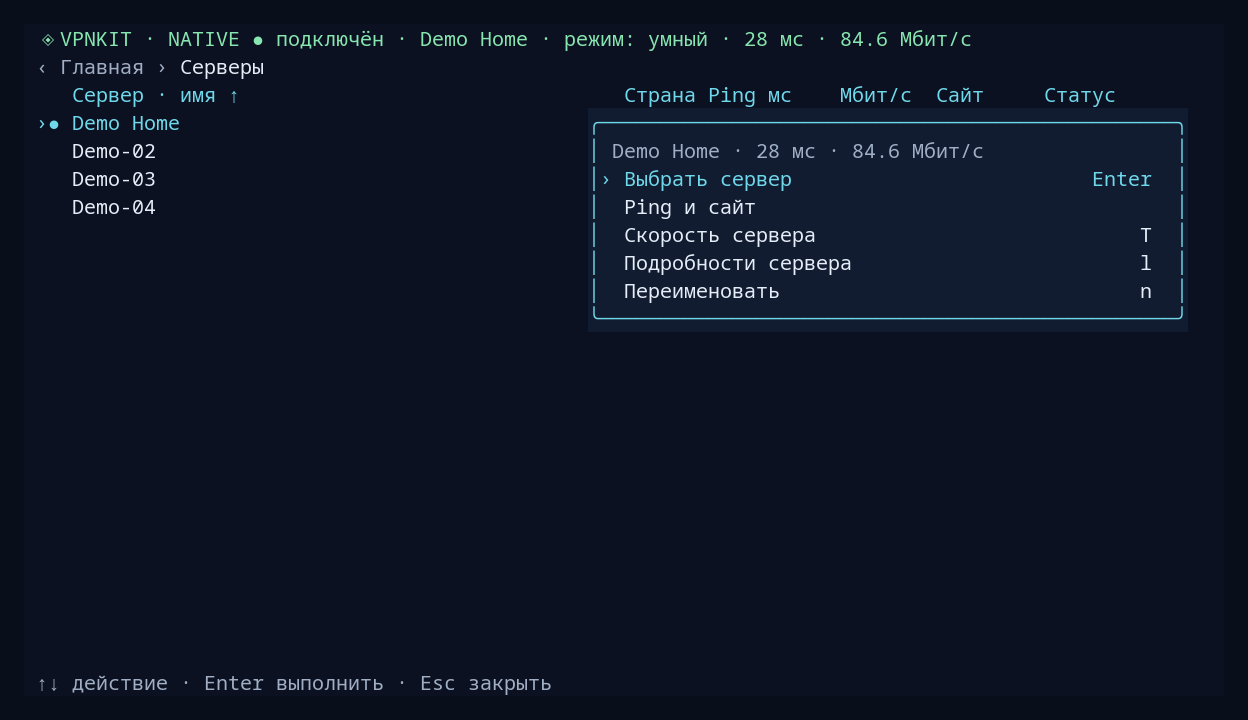 ◈ VPNKIT · NATIVE ● подключён · Demo Home · режим: умный · 28 мс · 84.6 Мбит/с
‹ Главная › Серверы
Сервер · имя ↑ Страна Ping мс Мбит/с Сайт Статус
›● Demo Home
Demo-02
Demo-03
Demo-04
Demo Home · 28 мс · 84.6 Мбит/с
› Выбрать сервер Enter
Ping и сайт
Скорость сервера T
Подробности сервера l
Переименовать n
↑↓ действие · Enter выполнить · Esc закрыть